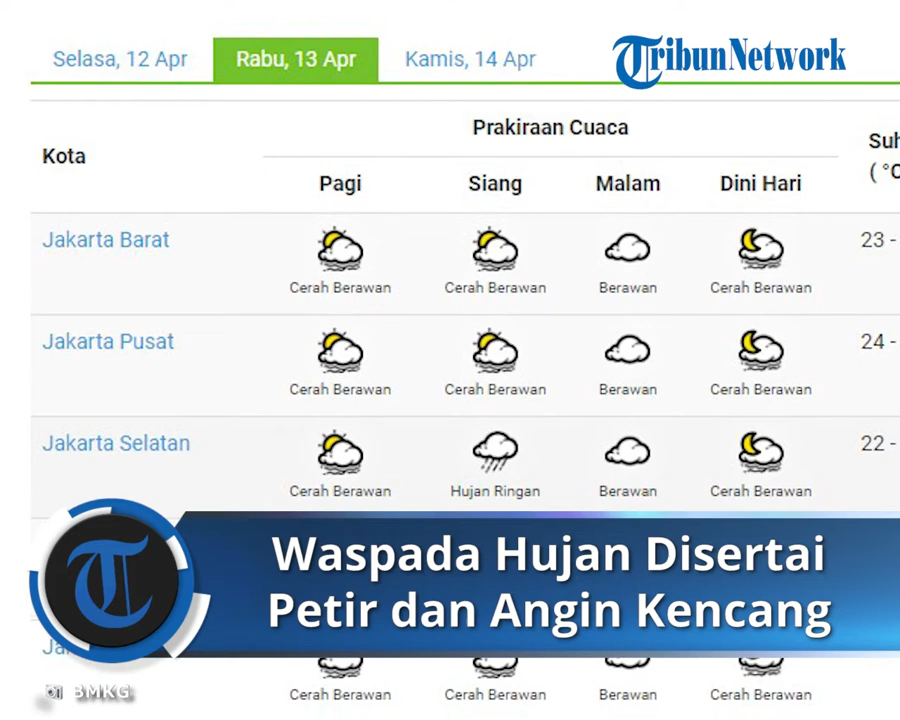 Selasa, 12 Apr Rabu, 13 Apr Kamis, 14 Apr
TribunNetwork
Prakiraan Cuaca
Kota
Pagi Siang Malam Dini Hari
Jakarta Barat
Cerah Berawan Cerah Berawan Berawan Cerah Berawan
23 -
Jakarta Pusat
Cerah Berawan Cerah Berawan Berawan Cerah Berawan
24 -
Jakarta Selatan
Cerah Berawan Hujan Ringan Berawan Cerah Berawan
22 -
T
Waspada Hujan Disertai
Petir dan Angin Kencang
BMKG
Cerah Berawan Cerah Berawan Berawan Cerah Berawan